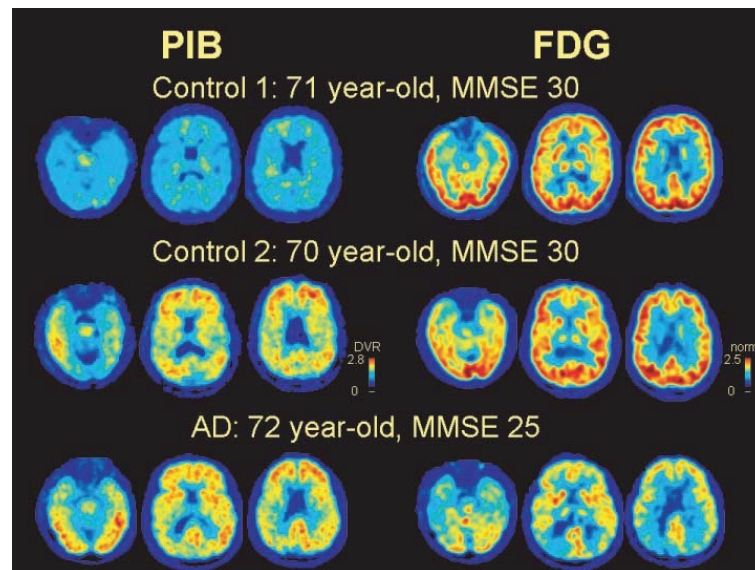 PIB FDG
Control 1: 71 year-old, MMSE 30
Control 2: 70 year-old, MMSE 30
DVR
2.8
0
norm
2.5
0
AD: 72 year-old, MMSE 25